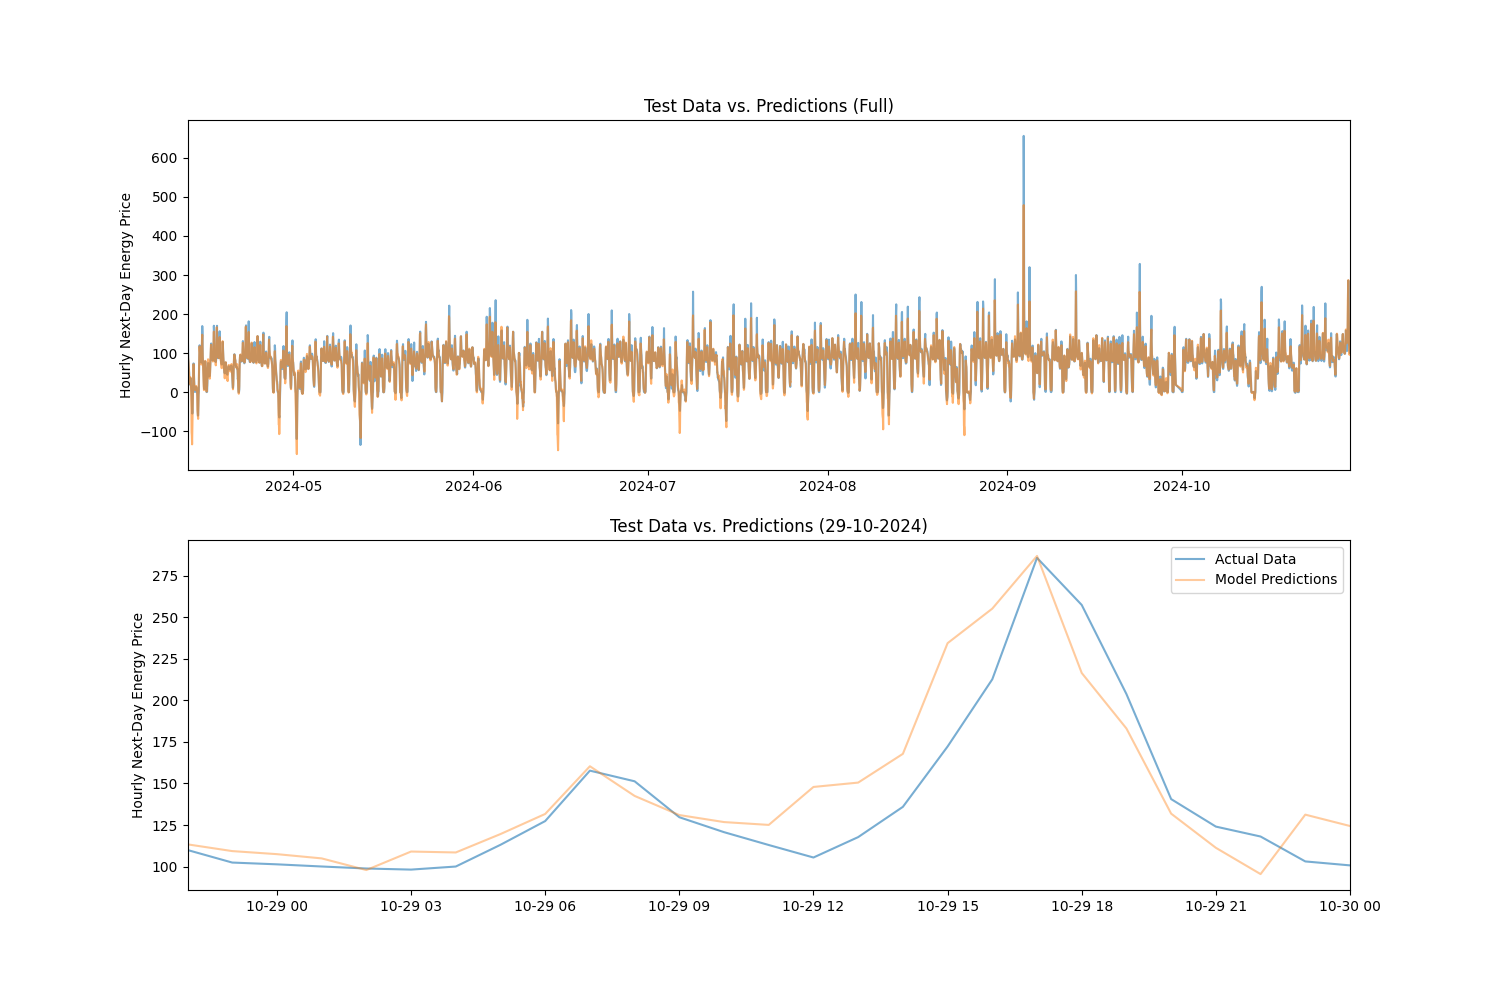 Test Data vs. Predictions (Full)
Hourly Next-Day Energy Price
600
500
400
300
200
100
0
−100
2024-05 2024-06 2024-07 2024-08 2024-09 2024-10
Test Data vs. Predictions (29-10-2024)
Hourly Next-Day Energy Price
275
250
225
200
175
150
125
100
Actual Data
Model Predictions
10-29 00 10-29 03 10-29 06 10-29 09 10-29 12 10-29 15 10-29 18 10-29 21 10-30 00